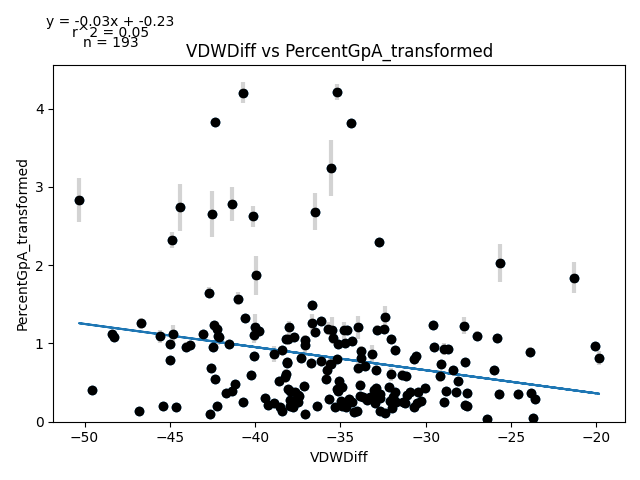 y = -0.03x + -0.23
r^2 = 0.05
n = 193
VDWDiff vs PercentGpA_transformed
PercentGpA_transformed
4
3
2
1
0
−50 −45 −40 −35 −30 −25 −20
VDWDiff